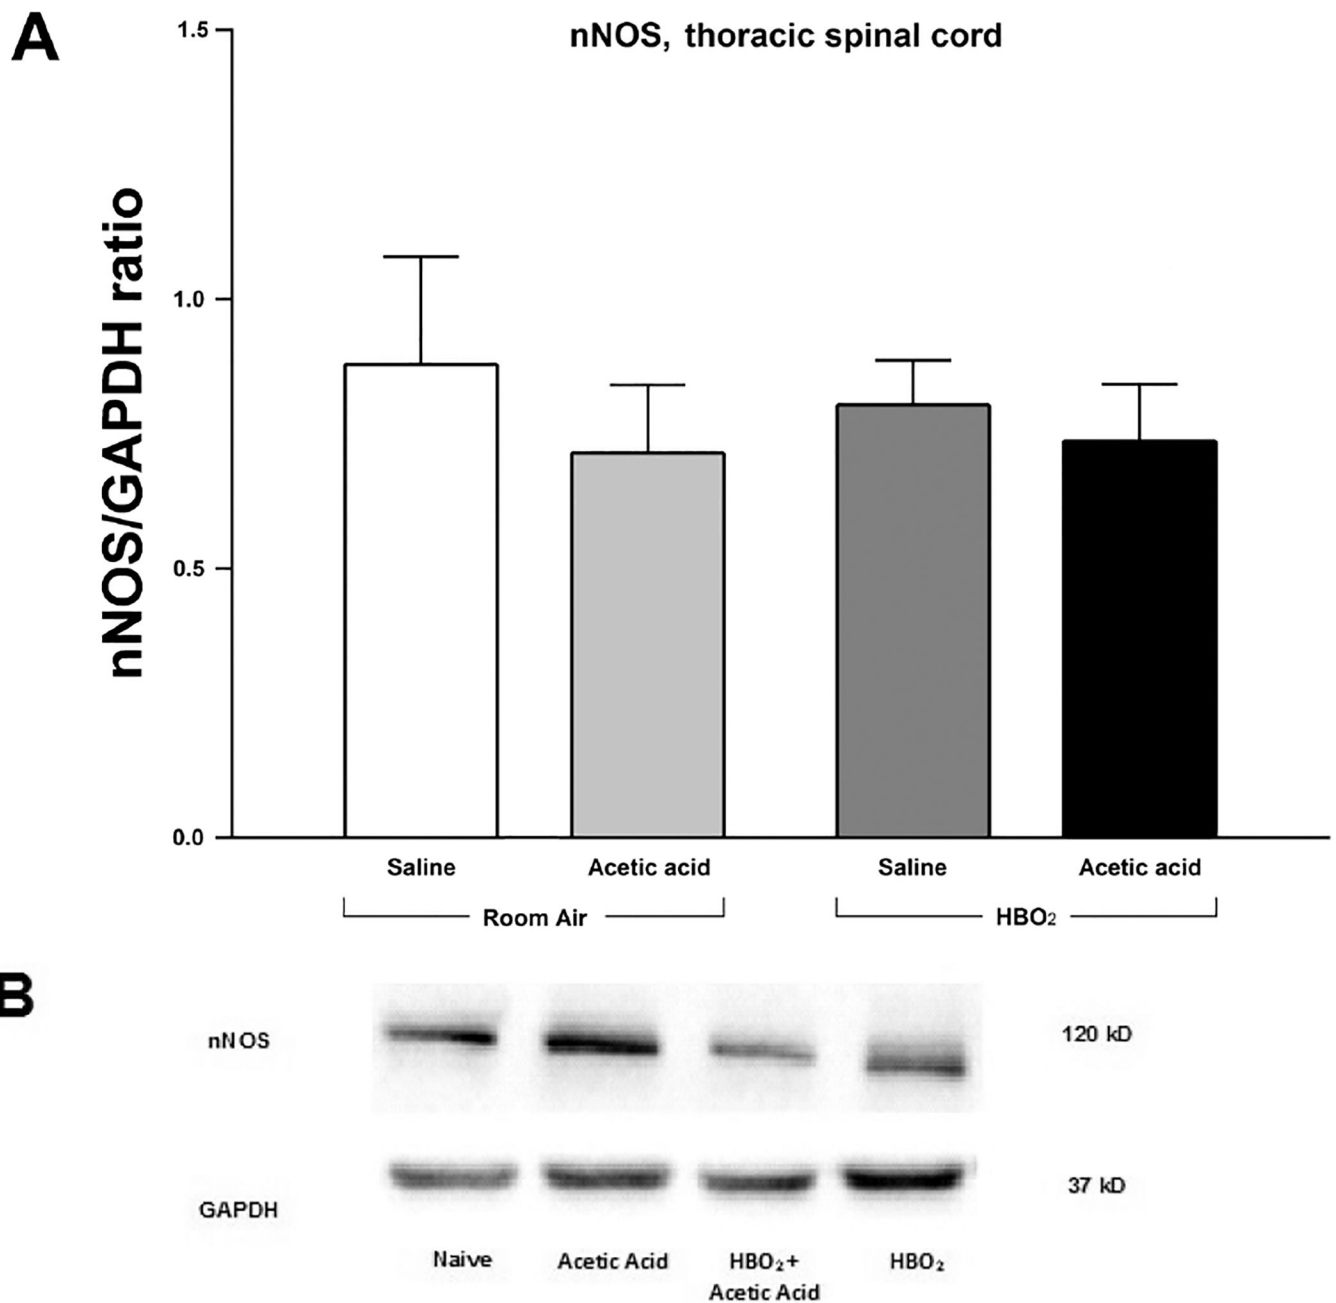 A
nNOS, thoracic spinal cord
nNOS/GAPDH ratio
1.5
1.0
0.5
0.0
Saline
Acetic acid
Saline
Acetic acid
Room Air
HBO₂
B
nNOS
120 kD
GAPDH
37 kD
Naive
Acetic Acid
HBO₂+
Acetic Acid
HBO₂